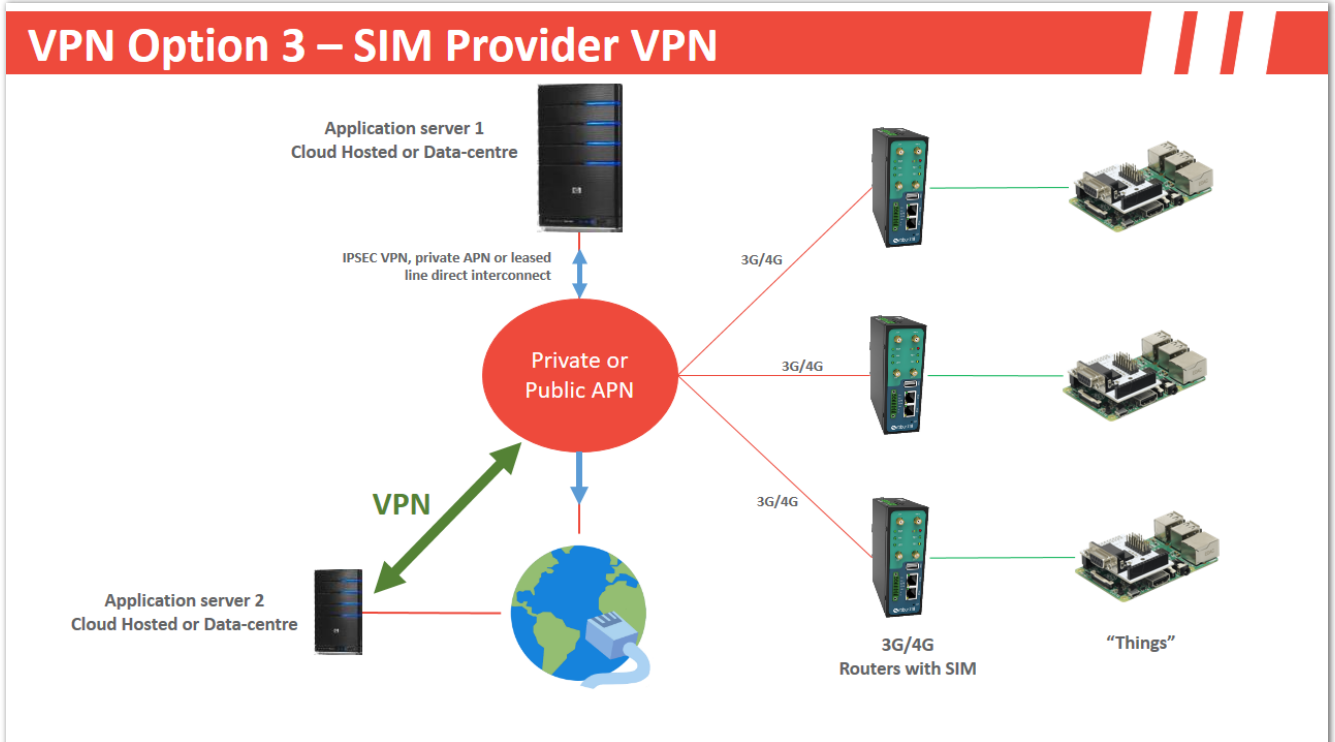 VPN Option 3 – SIM Provider VPN
Application server 1
Cloud Hosted or Data-centre
IPSEC VPN, private APN or leased
line direct interconnect
3G/4G
Private or
Public APN
3G/4G
VPN
3G/4G
Application server 2
Cloud Hosted or Data-centre
3G/4G
Routers with SIM
“Things”